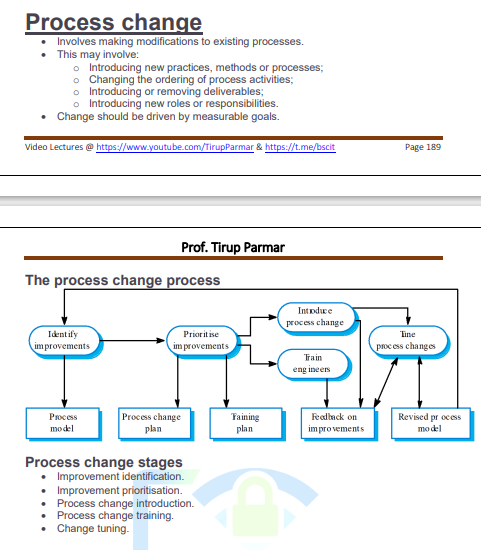 Process change
• Involves making modifications to existing processes.
• This may involve:
o Introducing new practices, methods or processes;
o Changing the ordering of process activities;
o Introducing or removing deliverables;
o Introducing new roles or responsibilities.
• Change should be driven by measurable goals.
Video Lectures @ https://www.youtube.com/TirupParmar & https://t.me/bscit Page 189
Prof. Tirup Parmar
The process change process
Identify
improvements
Prioritise
improvements
Introduce
process change
Train
engineers
Tune
process changes
Process
model
Process change
plan
Training
plan
Feedback on
improvements
Revised pr ocess
model
Process change stages
• Improvement identification.
• Improvement prioritisation.
• Process change introduction.
• Process change training.
• Change tuning.